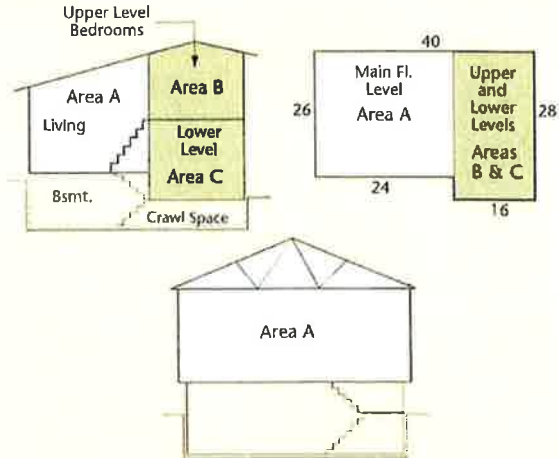 Upper Level
Bedrooms
Area A
Area B
Living
Lower
Level
Area C
Bsmt.
Crawl Space
40
Main Fl.
Level
Area A
26
24
Upper
and
Lower
Levels
Areas
B & C
28
16
Area A